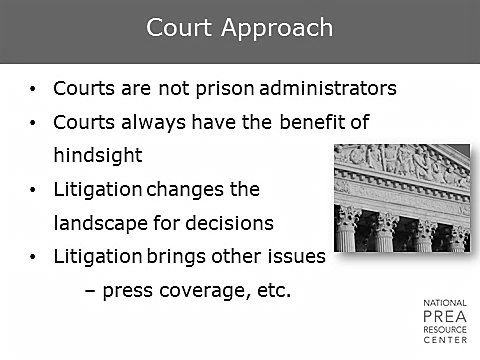 Court Approach
• Courts are not prison administrators
• Courts always have the benefit of
hindsight
• Litigation changes the
landscape for decisions
• Litigation brings other issues
– press coverage, etc.
NATIONAL
PREA
RESOURCE
CENTER